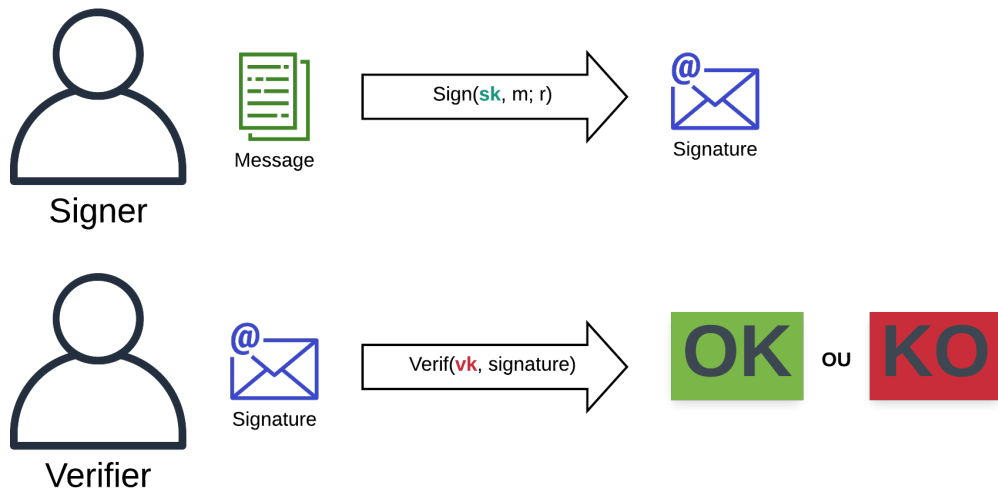 Message
Sign(sk, m; r)
@
Signature
Signer
@
Signature
Verif(vk, signature)
OK
OU
KO
Verifier